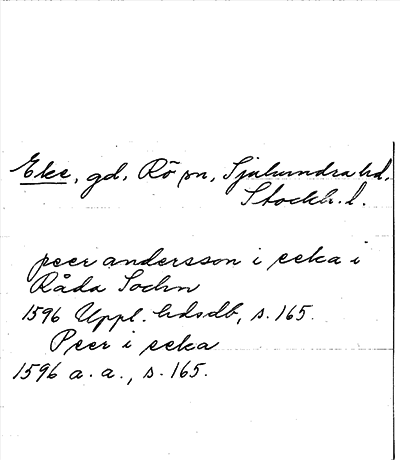 Eke, gd, Rö sn, Sjuhundra hd,
Stockh. l.
peer andersson i eeka i
Råda Sochn
1596 Uppl. hdsdb, s. 165.
Peer i eeka
1596 a. a., s. 165.